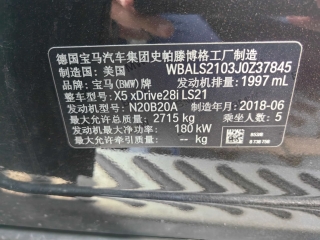 德国宝马汽车集团史帕滕博格工厂制造
制造国：美国 WBALS2103J0Z37845
品牌：宝马(BMW)牌 发动机排量：1997 mL
整车型号：X5 xDrive28i LS21
发动机型号：N20B20A 制造年月：2018-06
最大允许总质量：2715 kg 乘坐人数：5
发动机最大净功率：180 kW
最大允许牵引质量：-- kg